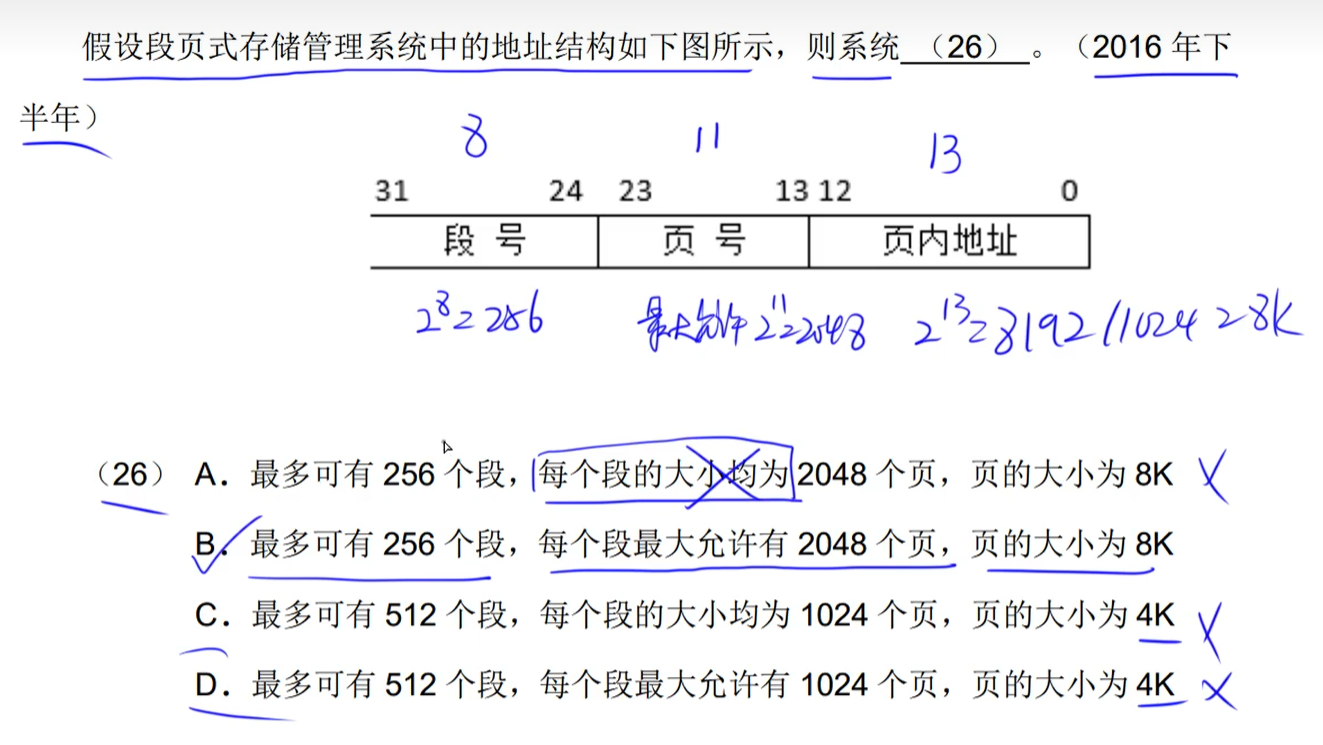 假设段页式存储管理系统中的地址结构如下图所示，则系统 （26） 。（2016 年下
半年）
8 11 13
31 24 23 13 12 0
段 号 页 号 页内地址
2⁸=256 最大允许2¹¹=2048 2¹³=8192/1024=8K
（26） A．最多可有 256 个段，每个段的大小均为 2048 个页，页的大小为 8K
B．最多可有 256 个段，每个段最大允许有 2048 个页，页的大小为 8K
C．最多可有 512 个段，每个段的大小均为 1024 个页，页的大小为 4K
D．最多可有 512 个段，每个段最大允许有 1024 个页，页的大小为 4K